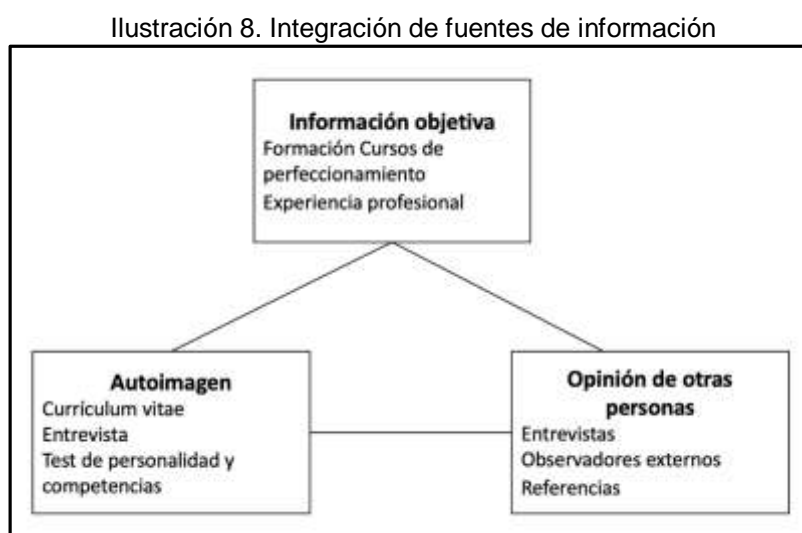 Ilustración 8. Integración de fuentes de información
Información objetiva
Formación Cursos de
perfeccionamiento
Experiencia profesional
Autoimagen
Currículum vitae
Entrevista
Test de personalidad y
competencias
Opinión de otras
personas
Entrevistas
Observadores externos
Referencias